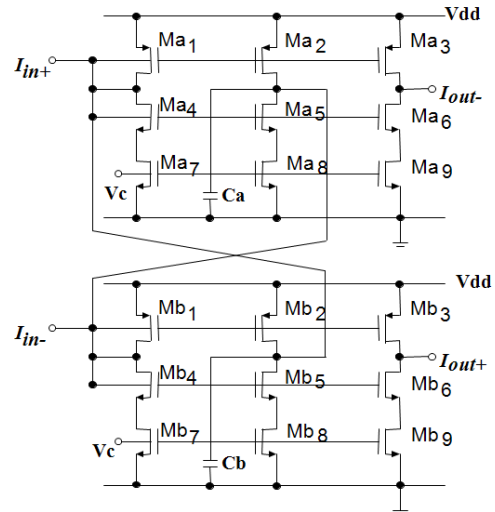 Vdd
Ma1 Ma2 Ma3
Iin+
Iout-
Ma4 Ma5 Ma6
Ma7 Ma8 Ma9
Vc
Ca
Vdd
Mb1 Mb2 Mb3
Iin-
Iout+
Mb4 Mb5 Mb6
Mb7 Mb8 Mb9
Vc
Cb